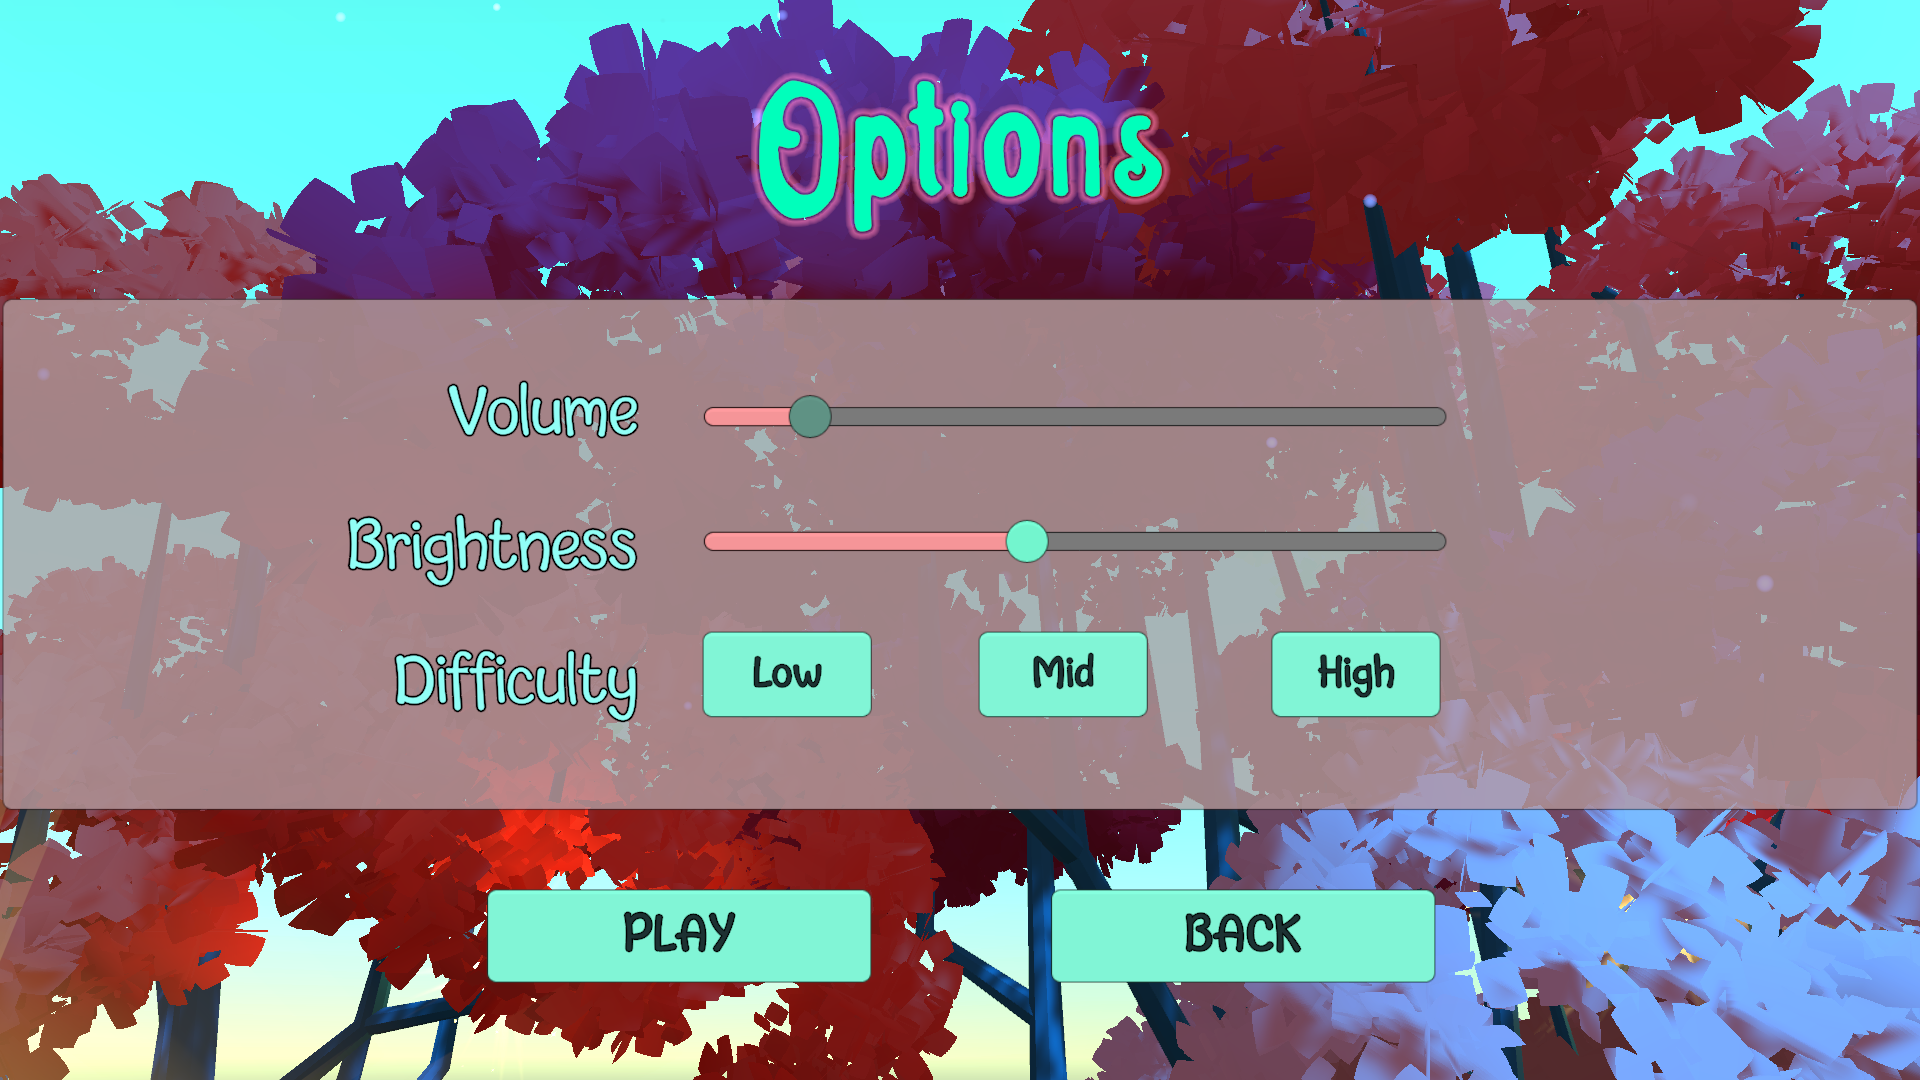 Options
Volume
Brightness
Difficulty Low Mid High
PLAY BACK